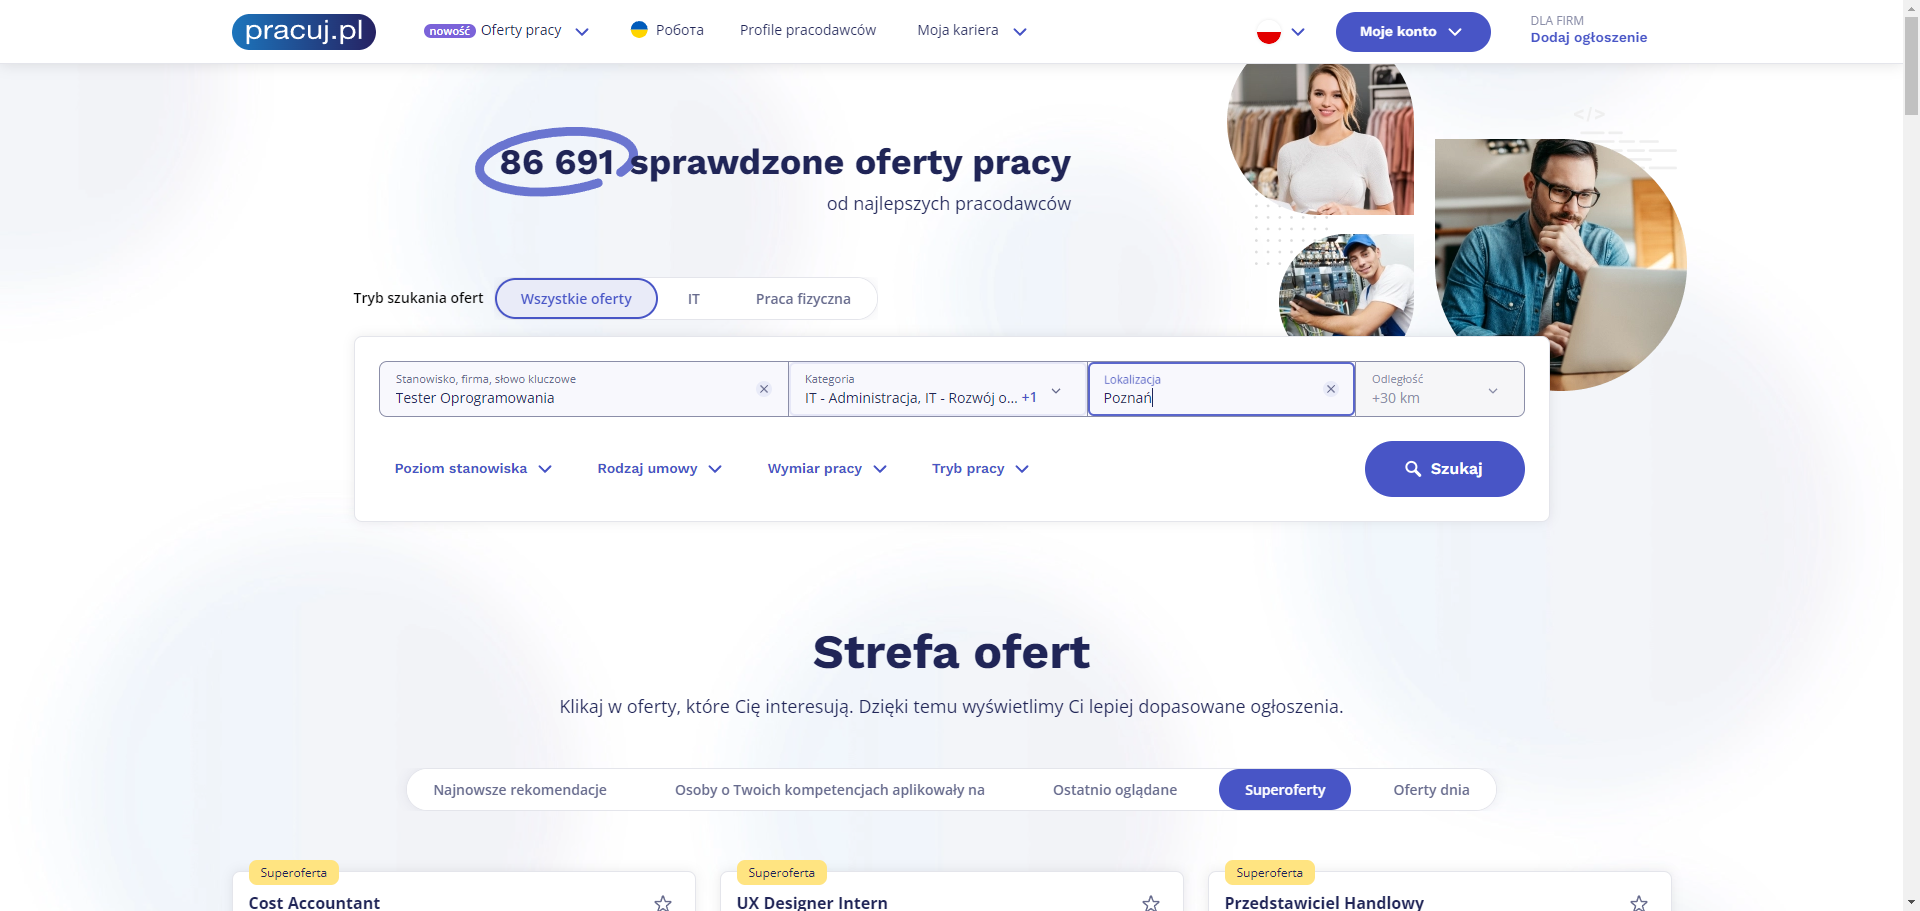 pracuj.pl
nowość Oferty pracy
Робота
Profile pracodawców
Moja kariera
Moje konto
DLA FIRM
Dodaj ogłoszenie
86 691 sprawdzone oferty pracy
od najlepszych pracodawców
</>
Tryb szukania ofert
Wszystkie oferty
IT
Praca fizyczna
Stanowisko, firma, słowo kluczowe
Tester Oprogramowania
Kategoria
IT - Administracja, IT - Rozwój o... +1
Lokalizacja
Poznań
Odległość
+30 km
Poziom stanowiska
Rodzaj umowy
Wymiar pracy
Tryb pracy
Szukaj
Strefa ofert
Klikaj w oferty, które Cię interesują. Dzięki temu wyświetlimy Ci lepiej dopasowane ogłoszenia.
Najnowsze rekomendacje
Osoby o Twoich kompetencjach aplikowały na
Ostatnio oglądane
Superoferty
Oferty dnia
Superoferta
Cost Accountant
Superoferta
UX Designer Intern
Superoferta
Przedstawiciel Handlowy